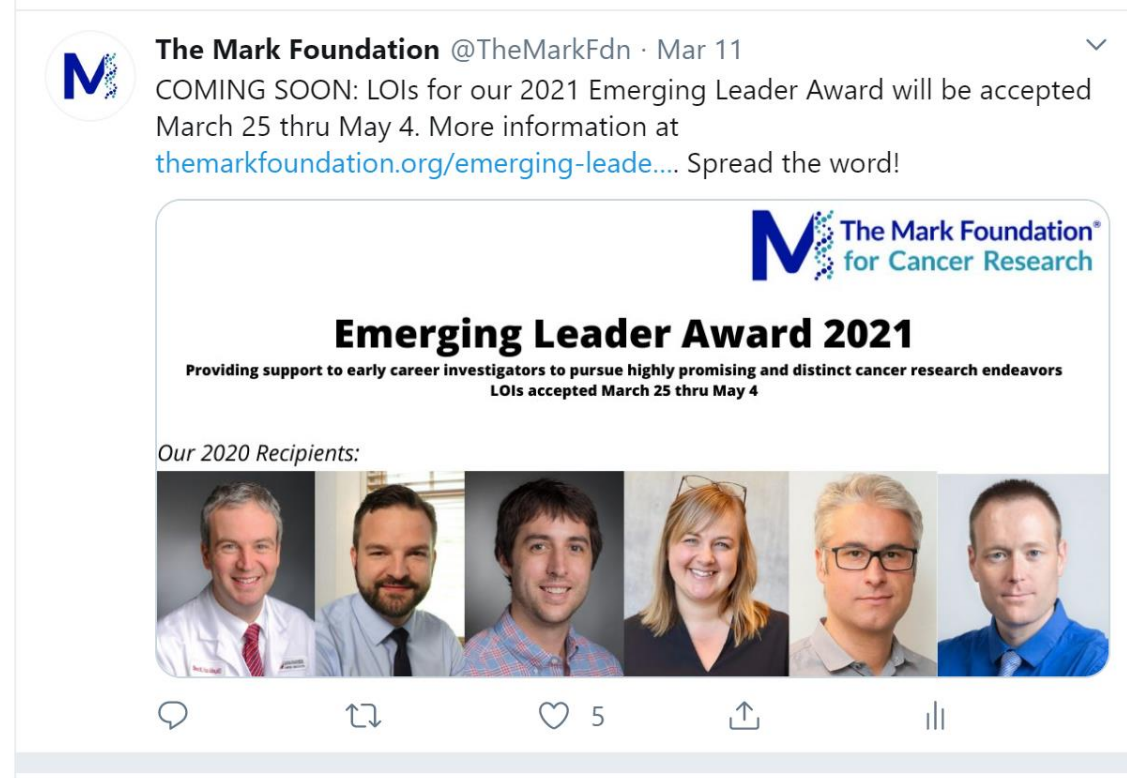 The Mark Foundation @TheMarkFdn · Mar 11
COMING SOON: LOIs for our 2021 Emerging Leader Award will be accepted
March 25 thru May 4. More information at
themarkfoundation.org/emerging-leade.... Spread the word!
The Mark Foundation®
for Cancer Research
Emerging Leader Award 2021
Providing support to early career investigators to pursue highly promising and distinct cancer research endeavors
LOIs accepted March 25 thru May 4
Our 2020 Recipients:
5